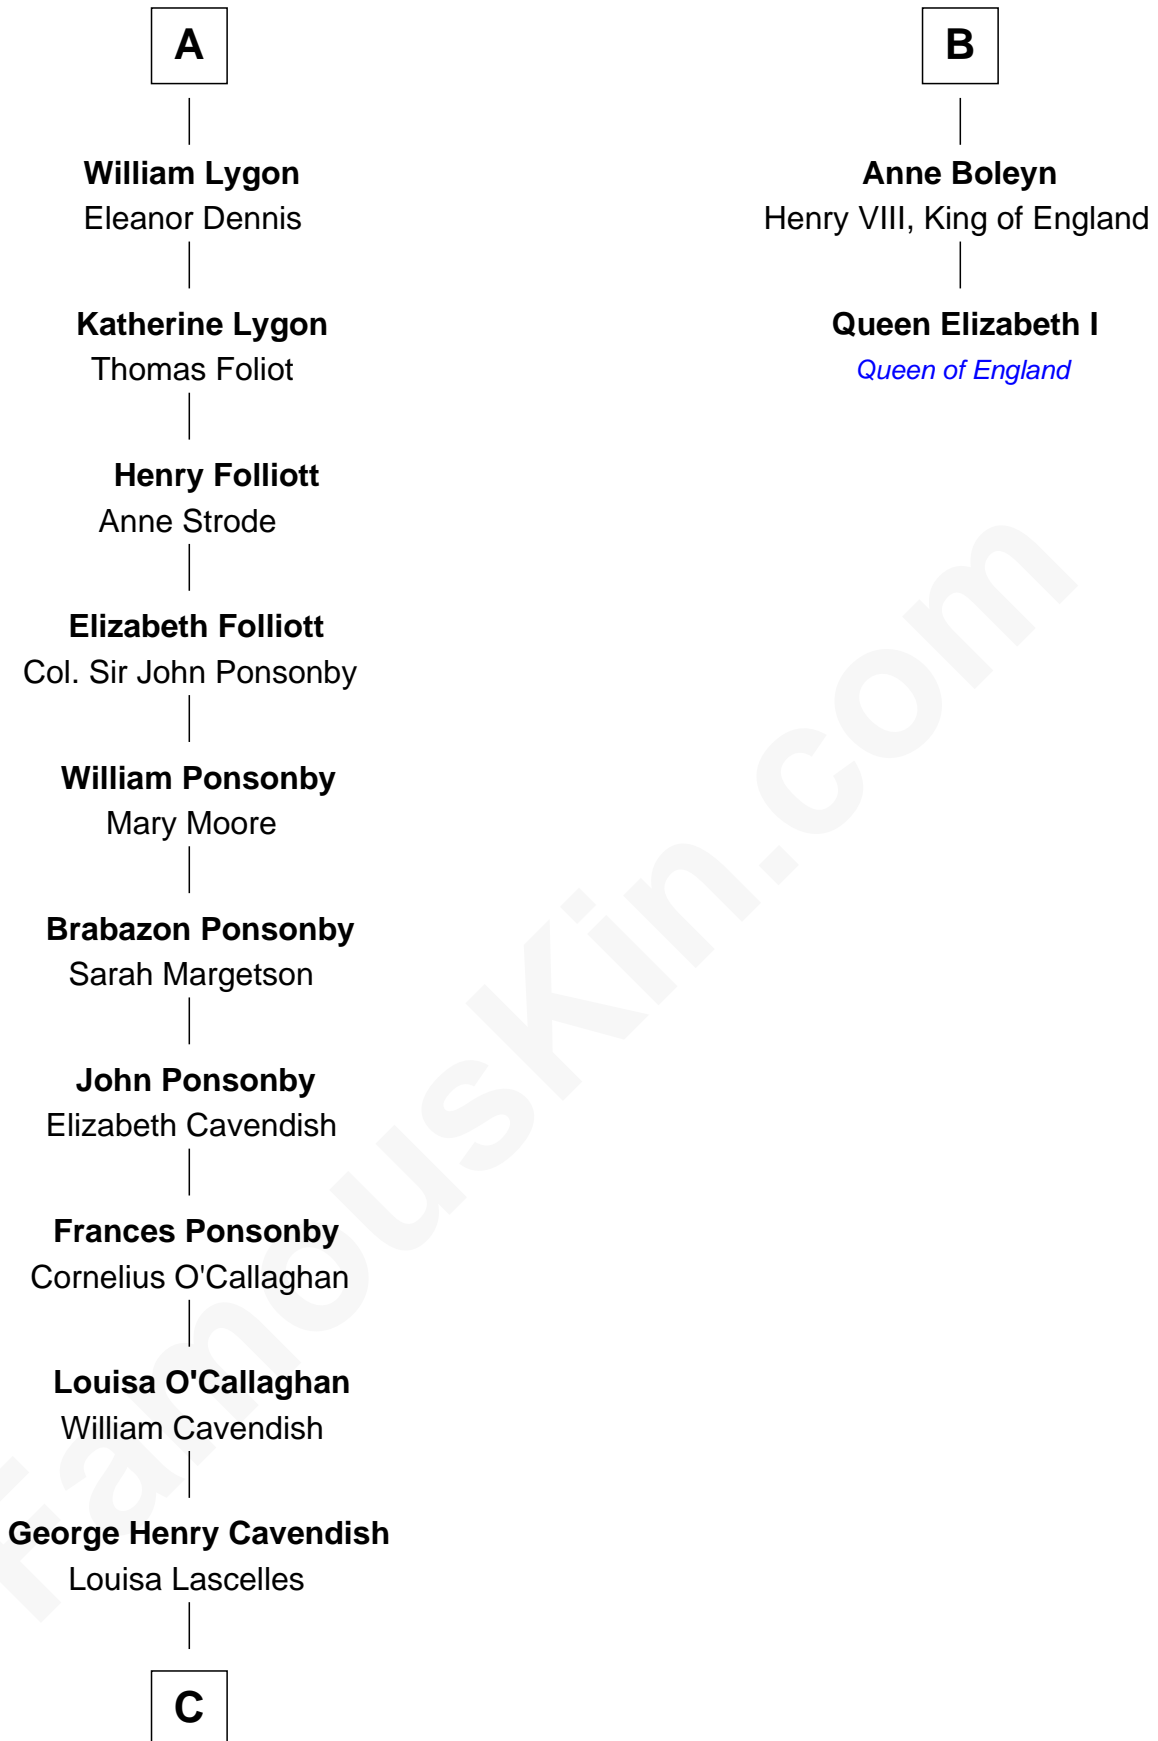 A
William Lygon
Eleanor Dennis
Katherine Lygon
Thomas Foliot
Henry Folliott
Anne Strode
Elizabeth Folliott
Col. Sir John Ponsonby
William Ponsonby
Mary Moore
Brabazon Ponsonby
Sarah Margetson
John Ponsonby
Elizabeth Cavendish
Frances Ponsonby
Cornelius O'Callaghan
Louisa O'Callaghan
William Cavendish
George Henry Cavendish
Louisa Lascelles
C
B
Anne Boleyn
Henry VIII, King of England
Queen Elizabeth I
Queen of England
FamousKin.com